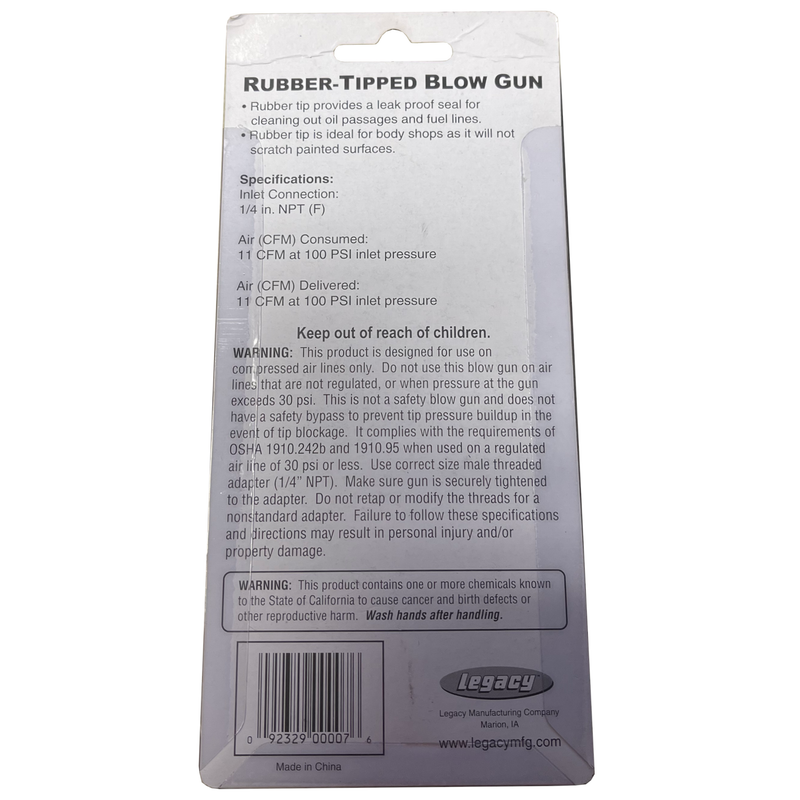 RUBBER-TIPPED BLOW GUN
• Rubber tip provides a leak proof seal for
cleaning out oil passages and fuel lines.
• Rubber tip is ideal for body shops as it will not
scratch painted surfaces.
Specifications:
Inlet Connection:
1/4 in. NPT (F)
Air (CFM) Consumed:
11 CFM at 100 PSI inlet pressure
Air (CFM) Delivered:
11 CFM at 100 PSI inlet pressure
Keep out of reach of children.
WARNING: This product is designed for use on
compressed air lines only. Do not use this blow gun on air
lines that are not regulated, or when pressure at the gun
exceeds 30 psi. This is not a safety blow gun and does not
have a safety bypass to prevent tip pressure buildup in the
event of tip blockage. It complies with the requirements of
OSHA 1910.242b and 1910.95 when used on a regulated
air line of 30 psi or less. Use correct size male threaded
adapter (1/4" NPT). Make sure gun is securely tightened
to the adapter. Do not retap or modify the threads for a
nonstandard adapter. Failure to follow these specifications
and directions may result in personal injury and/or
property damage.
WARNING: This product contains one or more chemicals known
to the State of California to cause cancer and birth defects or
other reproductive harm. Wash hands after handling.
0 92329 00007 6
Made in China
Legacy™
Legacy Manufacturing Company
Marion, IA
www.legacymfg.com